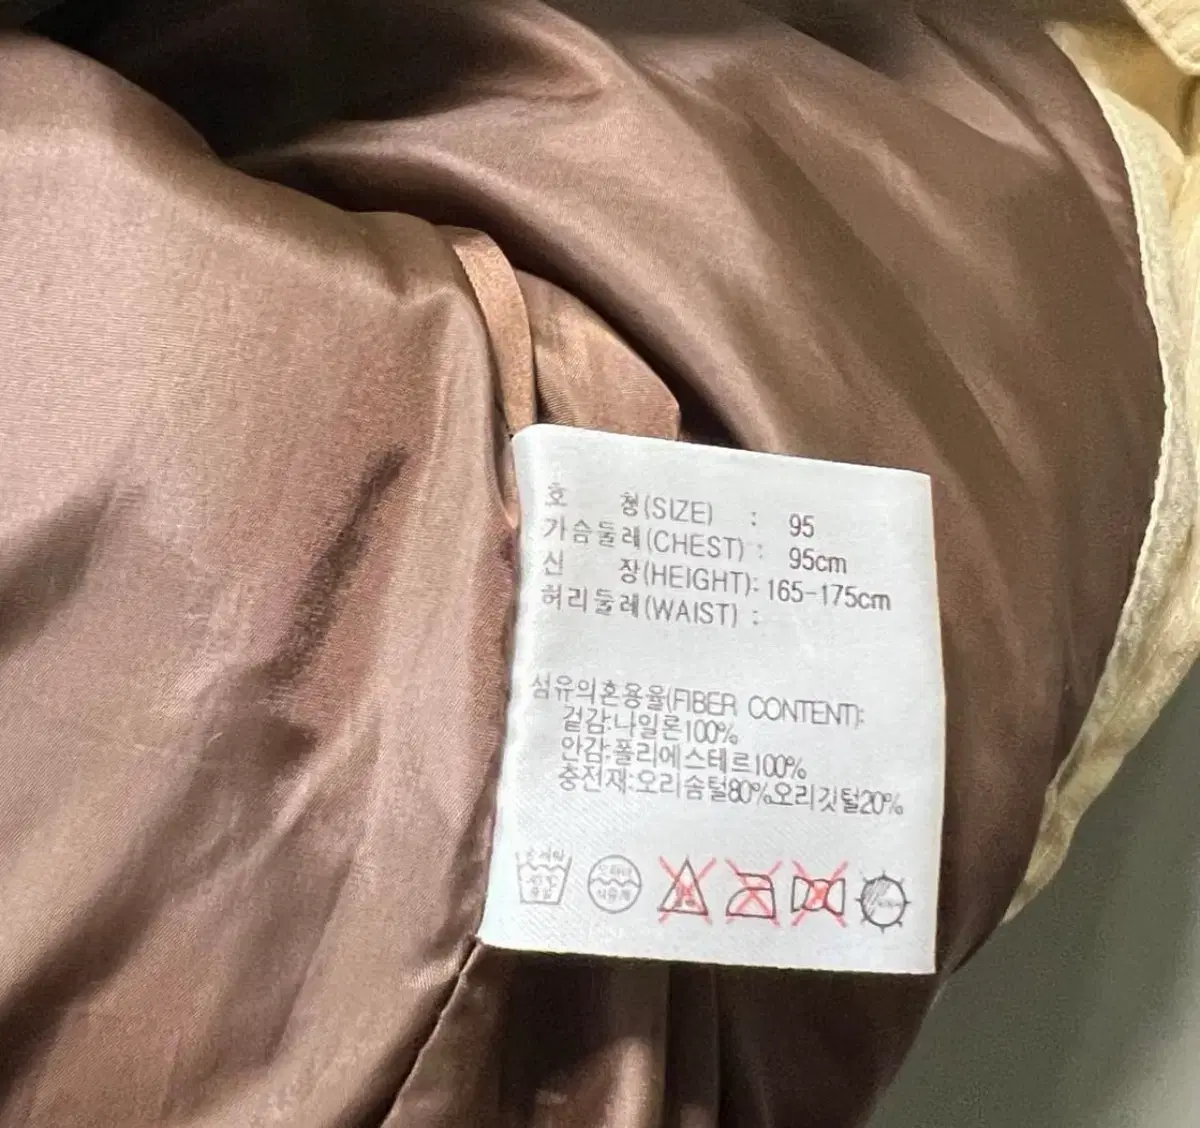 호 형(SIZE) : 95
가슴둘레(CHEST) : 95cm
신 장(HEIGHT): 165-175cm
허리둘레(WAIST) :
섬유의혼용율(FIBER CONTENT):
겉감:나일론100%
안감:폴리에스테르100%
충전재:오리솜털80%오리깃털20%